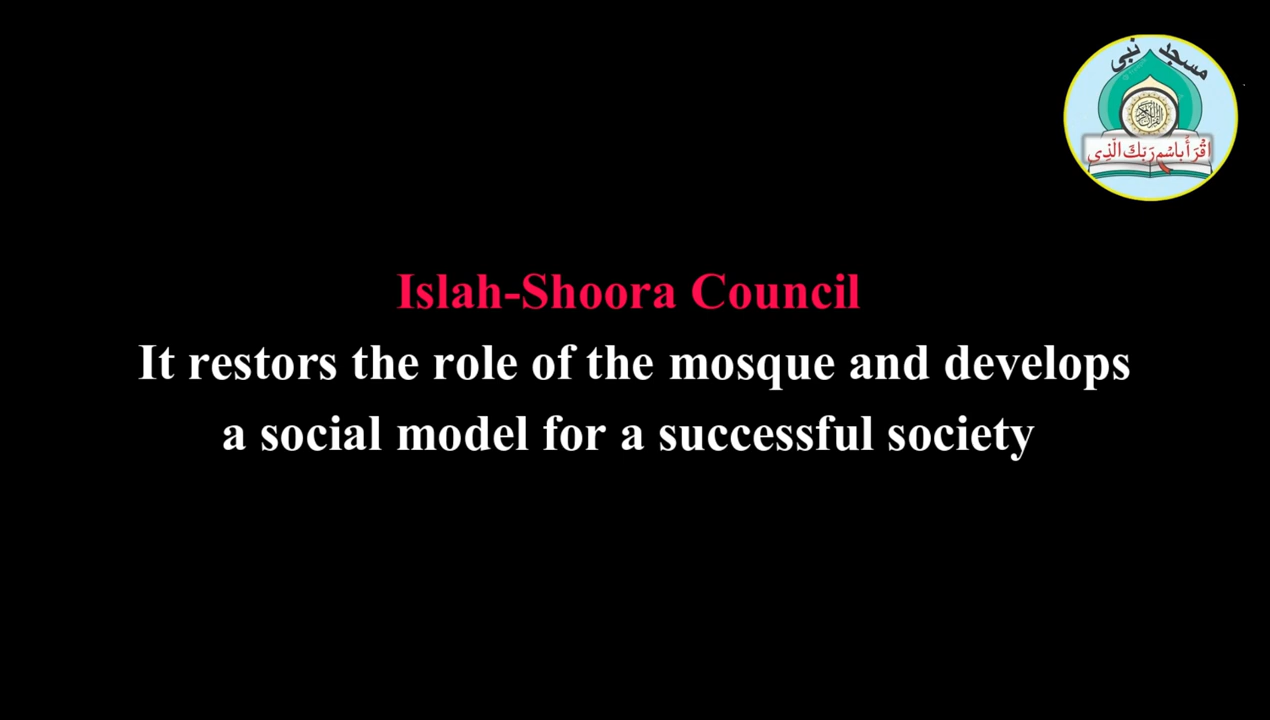 مسجد نبی
اقْرَأْ بِاسْمِ رَبِّكَ الَّذِی
Islah-Shoora Council
It restors the role of the mosque and develops
a social model for a successful society